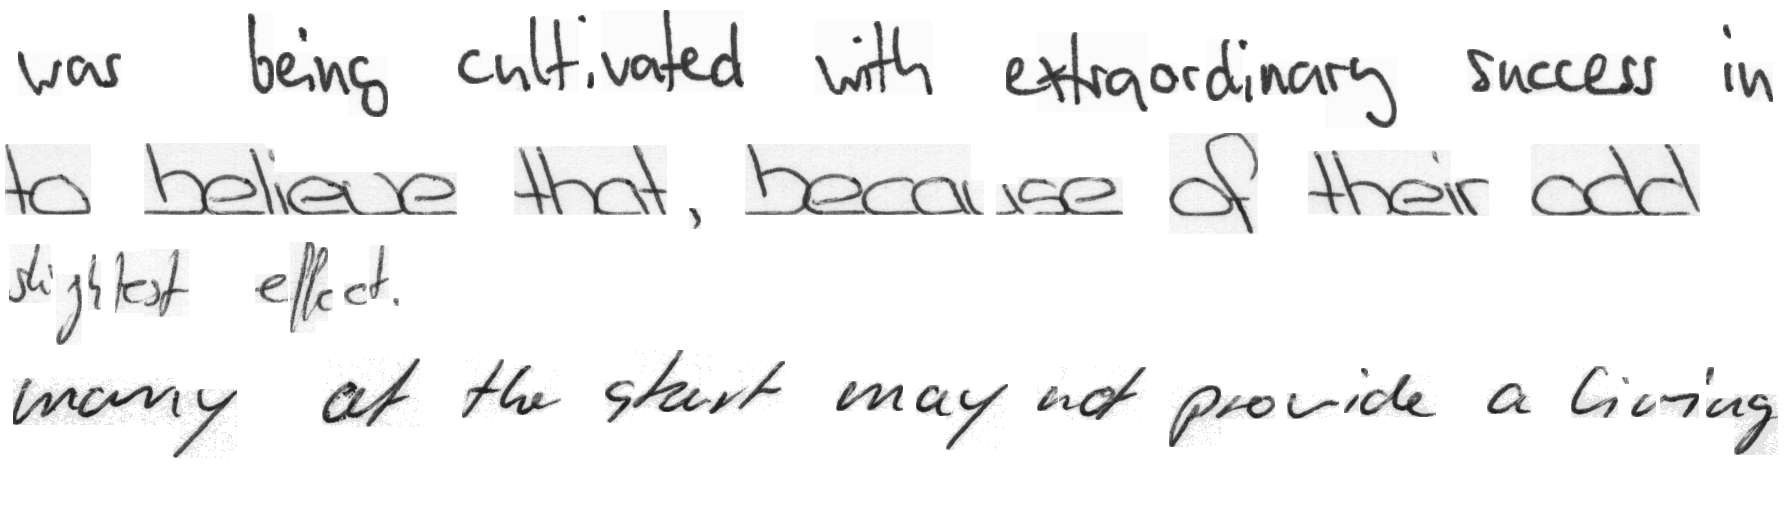 was being cultivated with extraordinary success in
to believe that, because of their odd
slightest effect.
many at the start may not provide a living